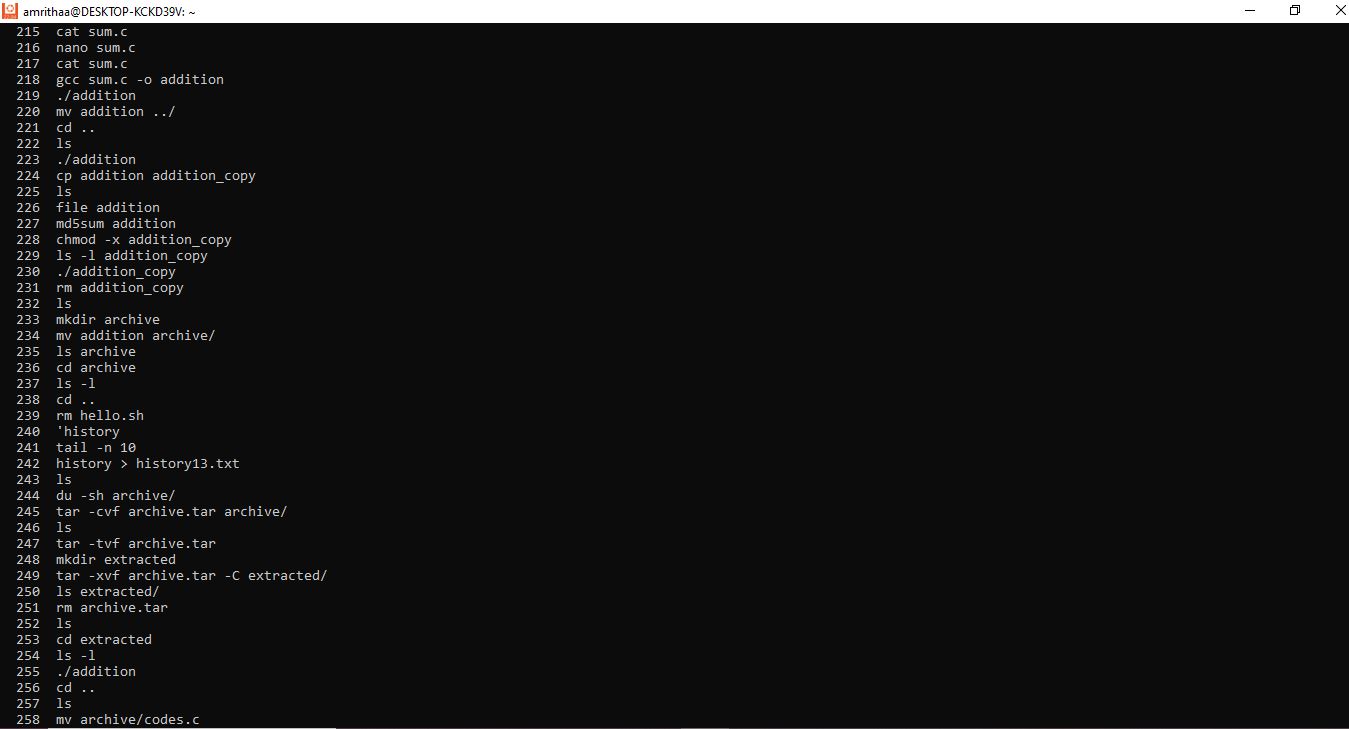 amrithaa@DESKTOP-KCKD39V: ~
215 cat sum.c
216 nano sum.c
217 cat sum.c
218 gcc sum.c -o addition
219 ./addition
220 mv addition ../
221 cd ..
222 ls
223 ./addition
224 cp addition addition_copy
225 ls
226 file addition
227 md5sum addition
228 chmod -x addition_copy
229 ls -l addition_copy
230 ./addition_copy
231 rm addition_copy
232 ls
233 mkdir archive
234 mv addition archive/
235 ls archive
236 cd archive
237 ls -l
238 cd ..
239 rm hello.sh
240 'history
241 tail -n 10
242 history > history13.txt
243 ls
244 du -sh archive/
245 tar -cvf archive.tar archive/
246 ls
247 tar -tvf archive.tar
248 mkdir extracted
249 tar -xvf archive.tar -C extracted/
250 ls extracted/
251 rm archive.tar
252 ls
253 cd extracted
254 ls -l
255 ./addition
256 cd ..
257 ls
258 mv archive/codes.c